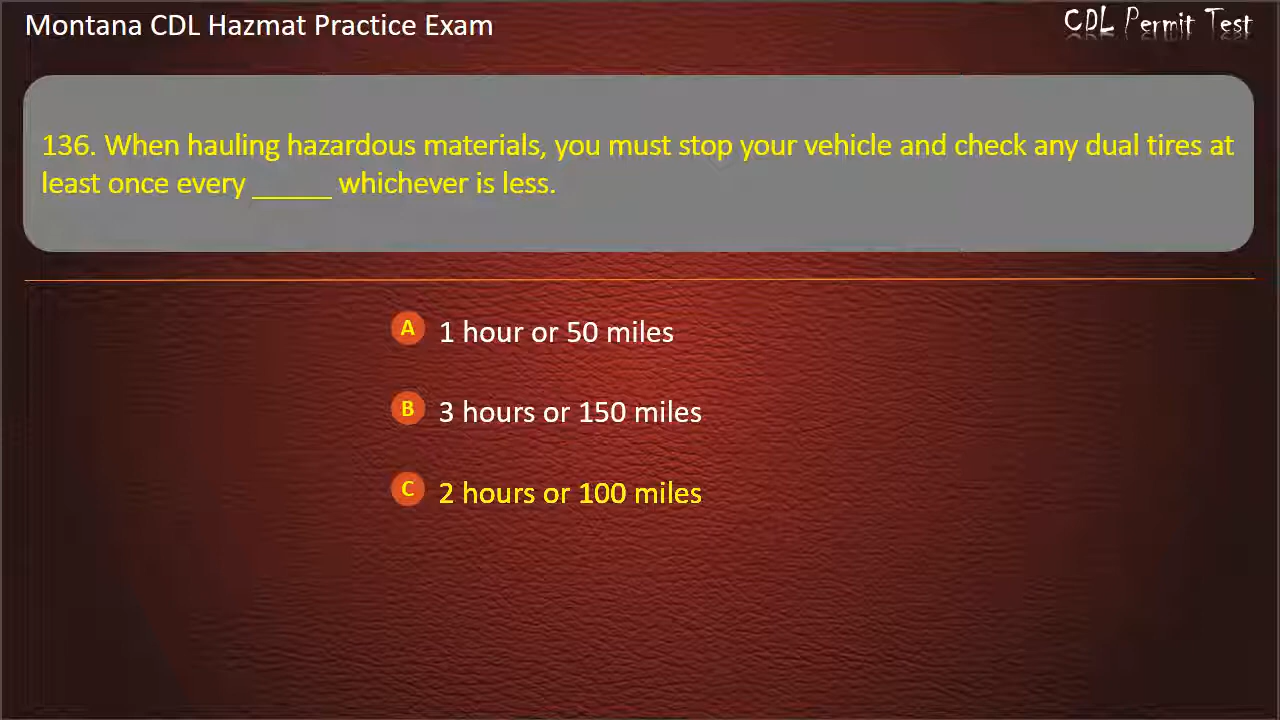 Montana CDL Hazmat Practice Exam
CDL Permit Test
136. When hauling hazardous materials, you must stop your vehicle and check any dual tires at
least once every _____ whichever is less.
A 1 hour or 50 miles
B 3 hours or 150 miles
C 2 hours or 100 miles